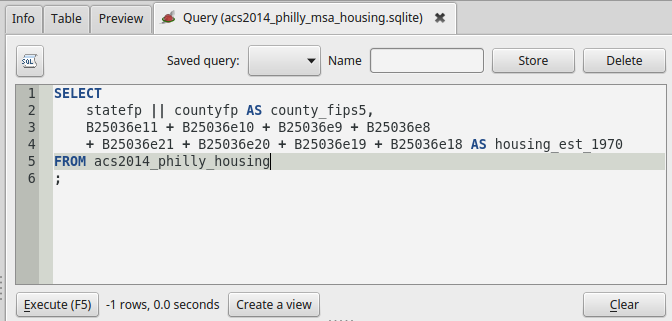 Info Table Preview Query (acs2014_philly_msa_housing.sqlite)
SQL Saved query: Name Store Delete
1 SELECT
2 statefp || countyfp AS county_fips5,
3 B25036e11 + B25036e10 + B25036e9 + B25036e8
4 + B25036e21 + B25036e20 + B25036e19 + B25036e18 AS housing_est_1970
5 FROM acs2014_philly_housing
6 ;
Execute (F5) -1 rows, 0.0 seconds Create a view Clear